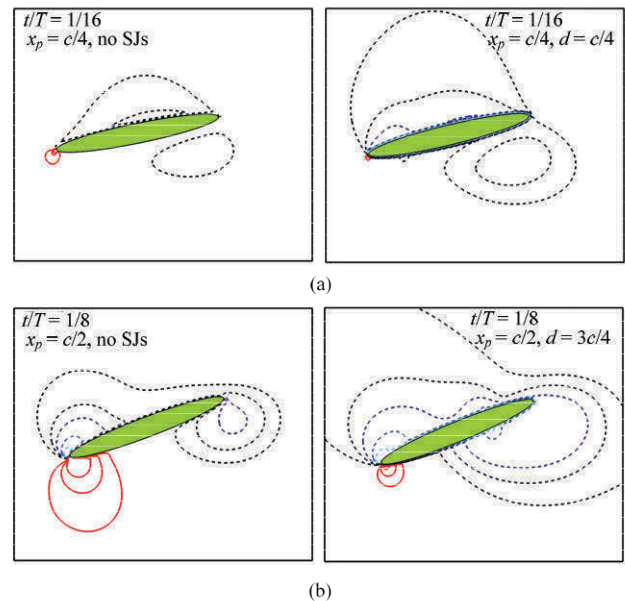 t/T = 1/16
x_p = c/4, no SJs
t/T = 1/16
x_p = c/4, d = c/4
(a)
t/T = 1/8
x_p = c/2, no SJs
t/T = 1/8
x_p = c/2, d = 3c/4
(b)